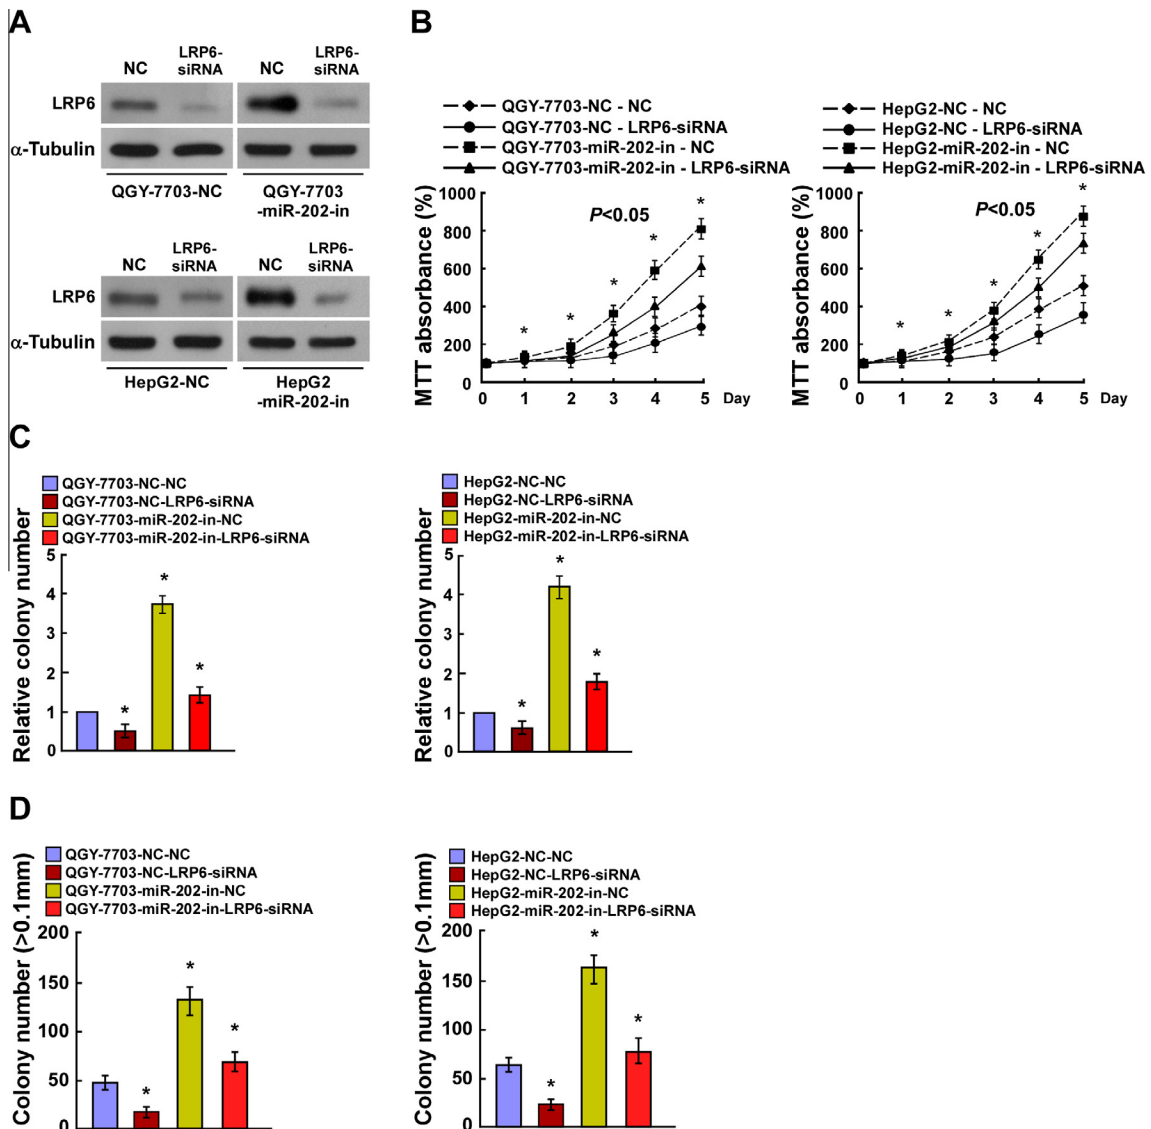 A
NC
LRP6-
siRNA
NC
LRP6-
siRNA
LRP6
α-Tubulin
QGY-7703-NC
QGY-7703
-miR-202-in
NC
LRP6-
siRNA
NC
LRP6-
siRNA
LRP6
α-Tubulin
HepG2-NC
HepG2
-miR-202-in
B
QGY-7703-NC - NC
QGY-7703-NC - LRP6-siRNA
QGY-7703-miR-202-in - NC
QGY-7703-miR-202-in - LRP6-siRNA
MTT absorbance (%)
1000
800
600
400
200
0
P<0.05
* * * * *
0 1 2 3 4 5 Day
HepG2-NC - NC
HepG2-NC - LRP6-siRNA
HepG2-miR-202-in - NC
HepG2-miR-202-in - LRP6-siRNA
MTT absorbance (%)
1000
800
600
400
200
0
P<0.05
* * * * *
0 1 2 3 4 5 Day
C
QGY-7703-NC-NC
QGY-7703-NC-LRP6-siRNA
QGY-7703-miR-202-in-NC
QGY-7703-miR-202-in-LRP6-siRNA
Relative colony number
5
4
3
2
1
0
* * *
HepG2-NC-NC
HepG2-NC-LRP6-siRNA
HepG2-miR-202-in-NC
HepG2-miR-202-in-LRP6-siRNA
Relative colony number
5
4
3
2
1
0
* * *
D
QGY-7703-NC-NC
QGY-7703-NC-LRP6-siRNA
QGY-7703-miR-202-in-NC
QGY-7703-miR-202-in-LRP6-siRNA
Colony number (>0.1mm)
200
150
100
50
0
* * *
HepG2-NC-NC
HepG2-NC-LRP6-siRNA
HepG2-miR-202-in-NC
HepG2-miR-202-in-LRP6-siRNA
Colony number (>0.1mm)
200
150
100
50
0
* * *